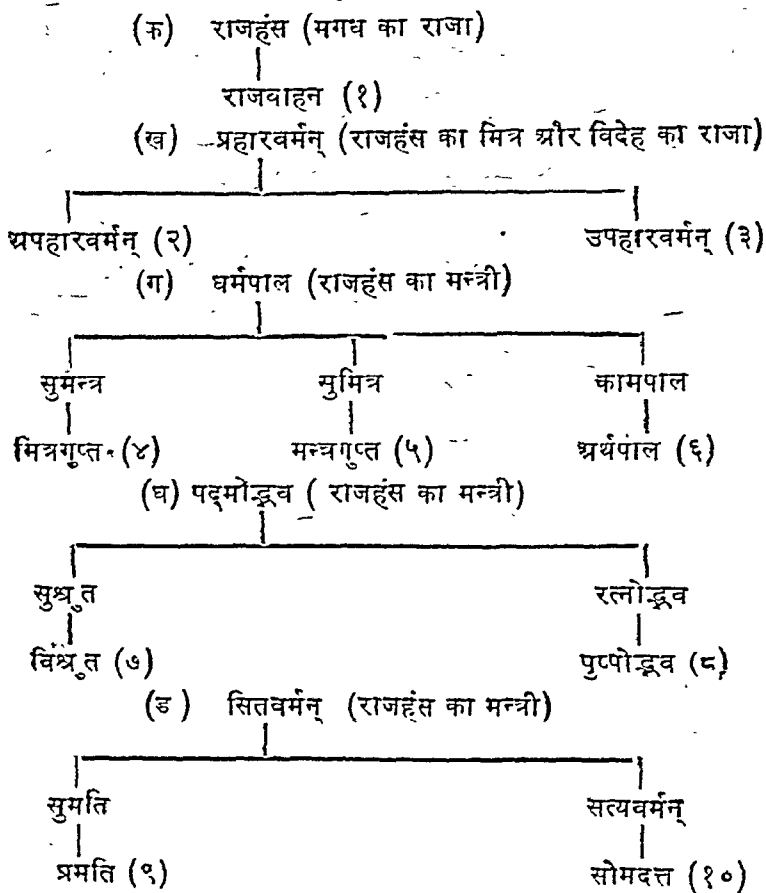 (क) राजहंस (मगध का राजा)
राजवाहन (१)
(ख) प्रहारवर्मन् (राजहंस का मित्र और विदेह का राजा)
अपहारवर्मन् (२) उपहारवर्मन् (३)
(ग) धर्मपाल (राजहंस का मन्त्री)
सुमन्त्र सुमित्र कामपाल
मित्रगुप्त (४) मन्त्रगुप्त (५) अर्थपाल (६)
(घ) पद्मोद्भव ( राजहंस का मन्त्री)
सुश्रुत रत्नोद्भव
विश्रुत (७) पुष्पोद्भव (८)
(ङ ) सितवर्मन् (राजहंस का मन्त्री)
सुमति सत्यवर्मन्
प्रमति (९) सोमदत्त (१०)